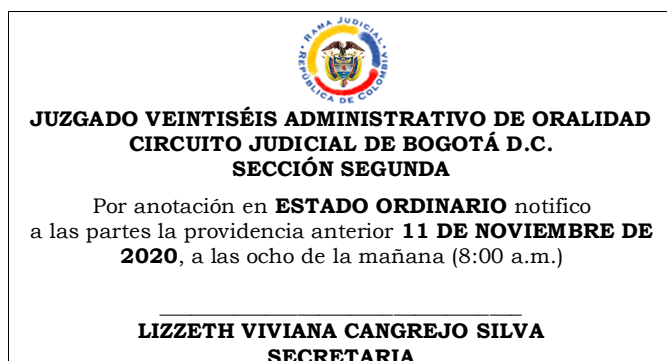 RAMA JUDICIAL
REPÚBLICA DE COLOMBIA
JUZGADO VEINTISÉIS ADMINISTRATIVO DE ORALIDAD
CIRCUITO JUDICIAL DE BOGOTÁ D.C.
SECCIÓN SEGUNDA
Por anotación en ESTADO ORDINARIO notifico
a las partes la providencia anterior 11 DE NOVIEMBRE DE
2020, a las ocho de la mañana (8:00 a.m.)
LIZZETH VIVIANA CANGREJO SILVA
SECRETARIA